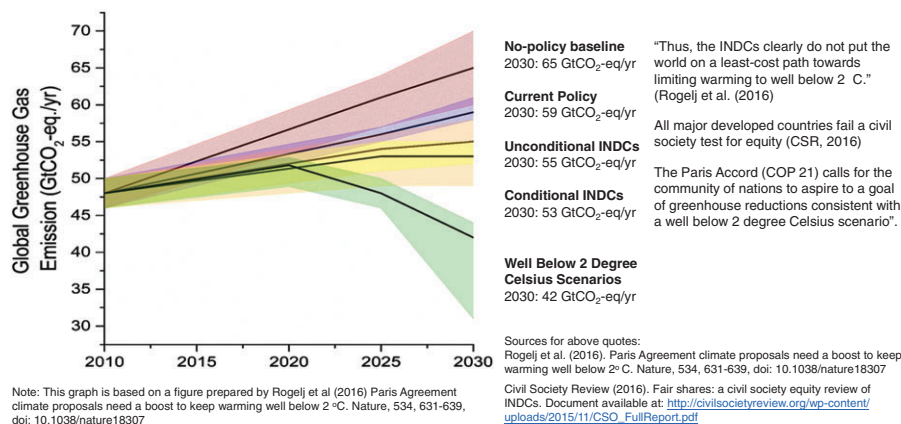 Global Greenhouse Gas
Emission (GtCO2-eq./yr)
70
65
60
55
50
45
40
35
30
2010
2015
2020
2025
2030
Note: This graph is based on a figure prepared by Rogelj et al (2016) Paris Agreement
climate proposals need a boost to keep warming well below 2 ºC. Nature, 534, 631-639,
doi: 10.1038/nature18307
No-policy baseline
2030: 65 GtCO2-eq/yr
Current Policy
2030: 59 GtCO2-eq/yr
Unconditional INDCs
2030: 55 GtCO2-eq/yr
Conditional INDCs
2030: 53 GtCO2-eq/yr
Well Below 2 Degree
Celsius Scenarios
2030: 42 GtCO2-eq/yr
“Thus, the INDCs clearly do not put the
world on a least-cost path towards
limiting warming to well below 2  C.”
(Rogelj et al. (2016)
All major developed countries fail a civil
society test for equity (CSR, 2016)
The Paris Accord (COP 21) calls for the
community of nations to aspire to a goal
of greenhouse reductions consistent with
a well below 2 degree Celsius scenario”.
Sources for above quotes:
Rogelj et al. (2016). Paris Agreement climate proposals need a boost to keep
warming well below 2º C. Nature, 534, 631-639, doi: 10.1038/nature18307
Civil Society Review (2016). Fair shares: a civil society equity review of
INDCs. Document available at: http://civilsocietyreview.org/wp-content/
uploads/2015/11/CSO_FullReport.pdf